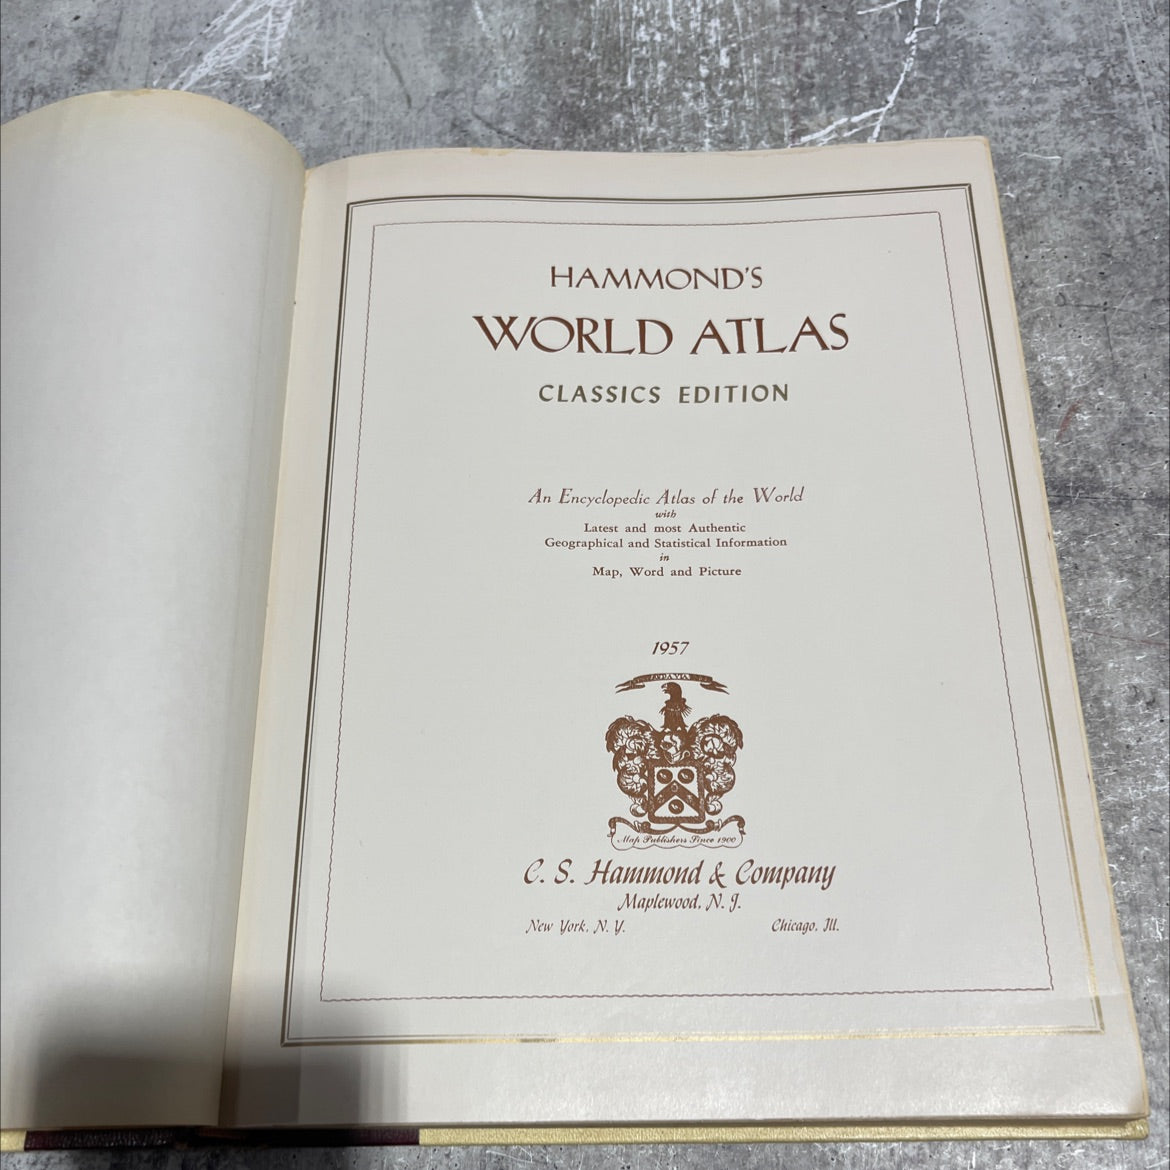 HAMMOND'S
WORLD ATLAS
CLASSICS EDITION
An Encyclopedic Atlas of the World
with
Latest and most Authentic
Geographical and Statistical Information
in
Map, Word and Picture
1957
Map Publishers Since 1900
C. S. Hammond & Company
Maplewood, N. J.
New York, N. Y. Chicago, Ill.